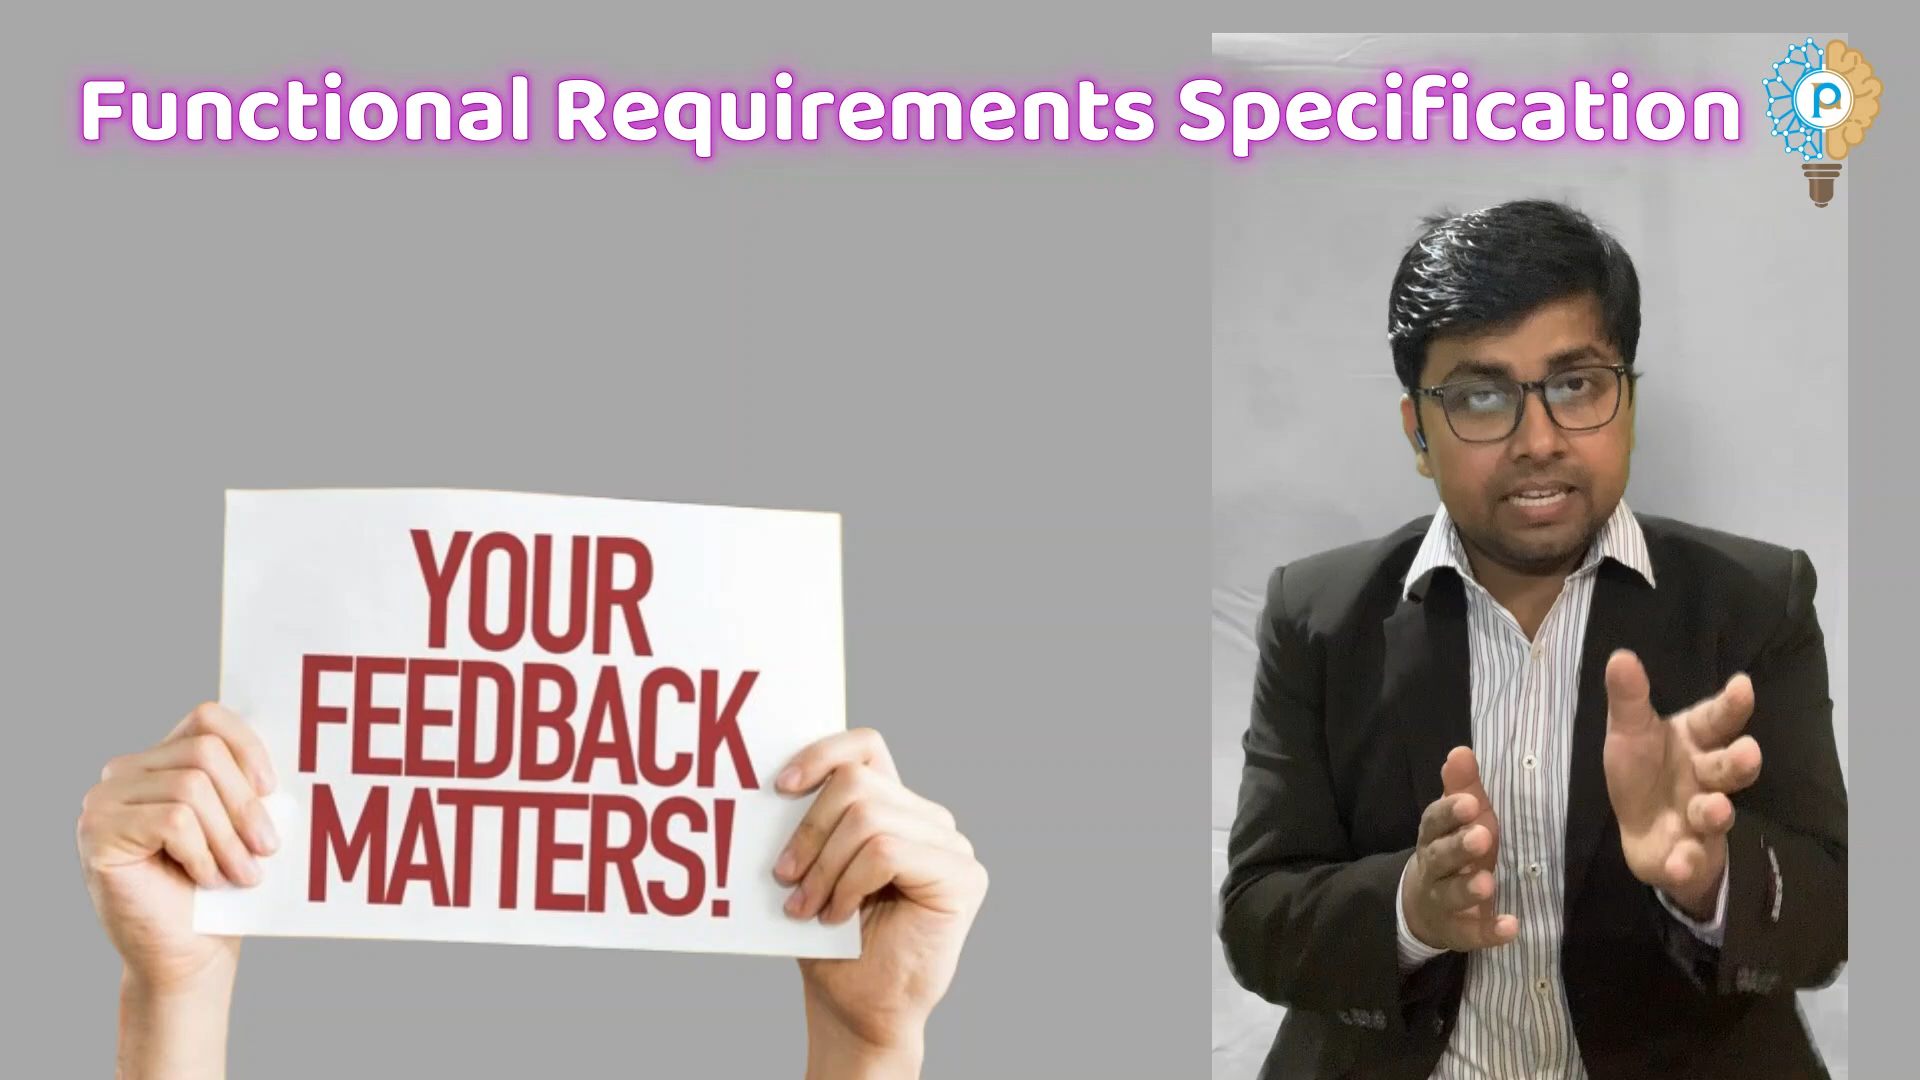 Functional Requirements Specification
p
YOUR
FEEDBACK
MATTERS!